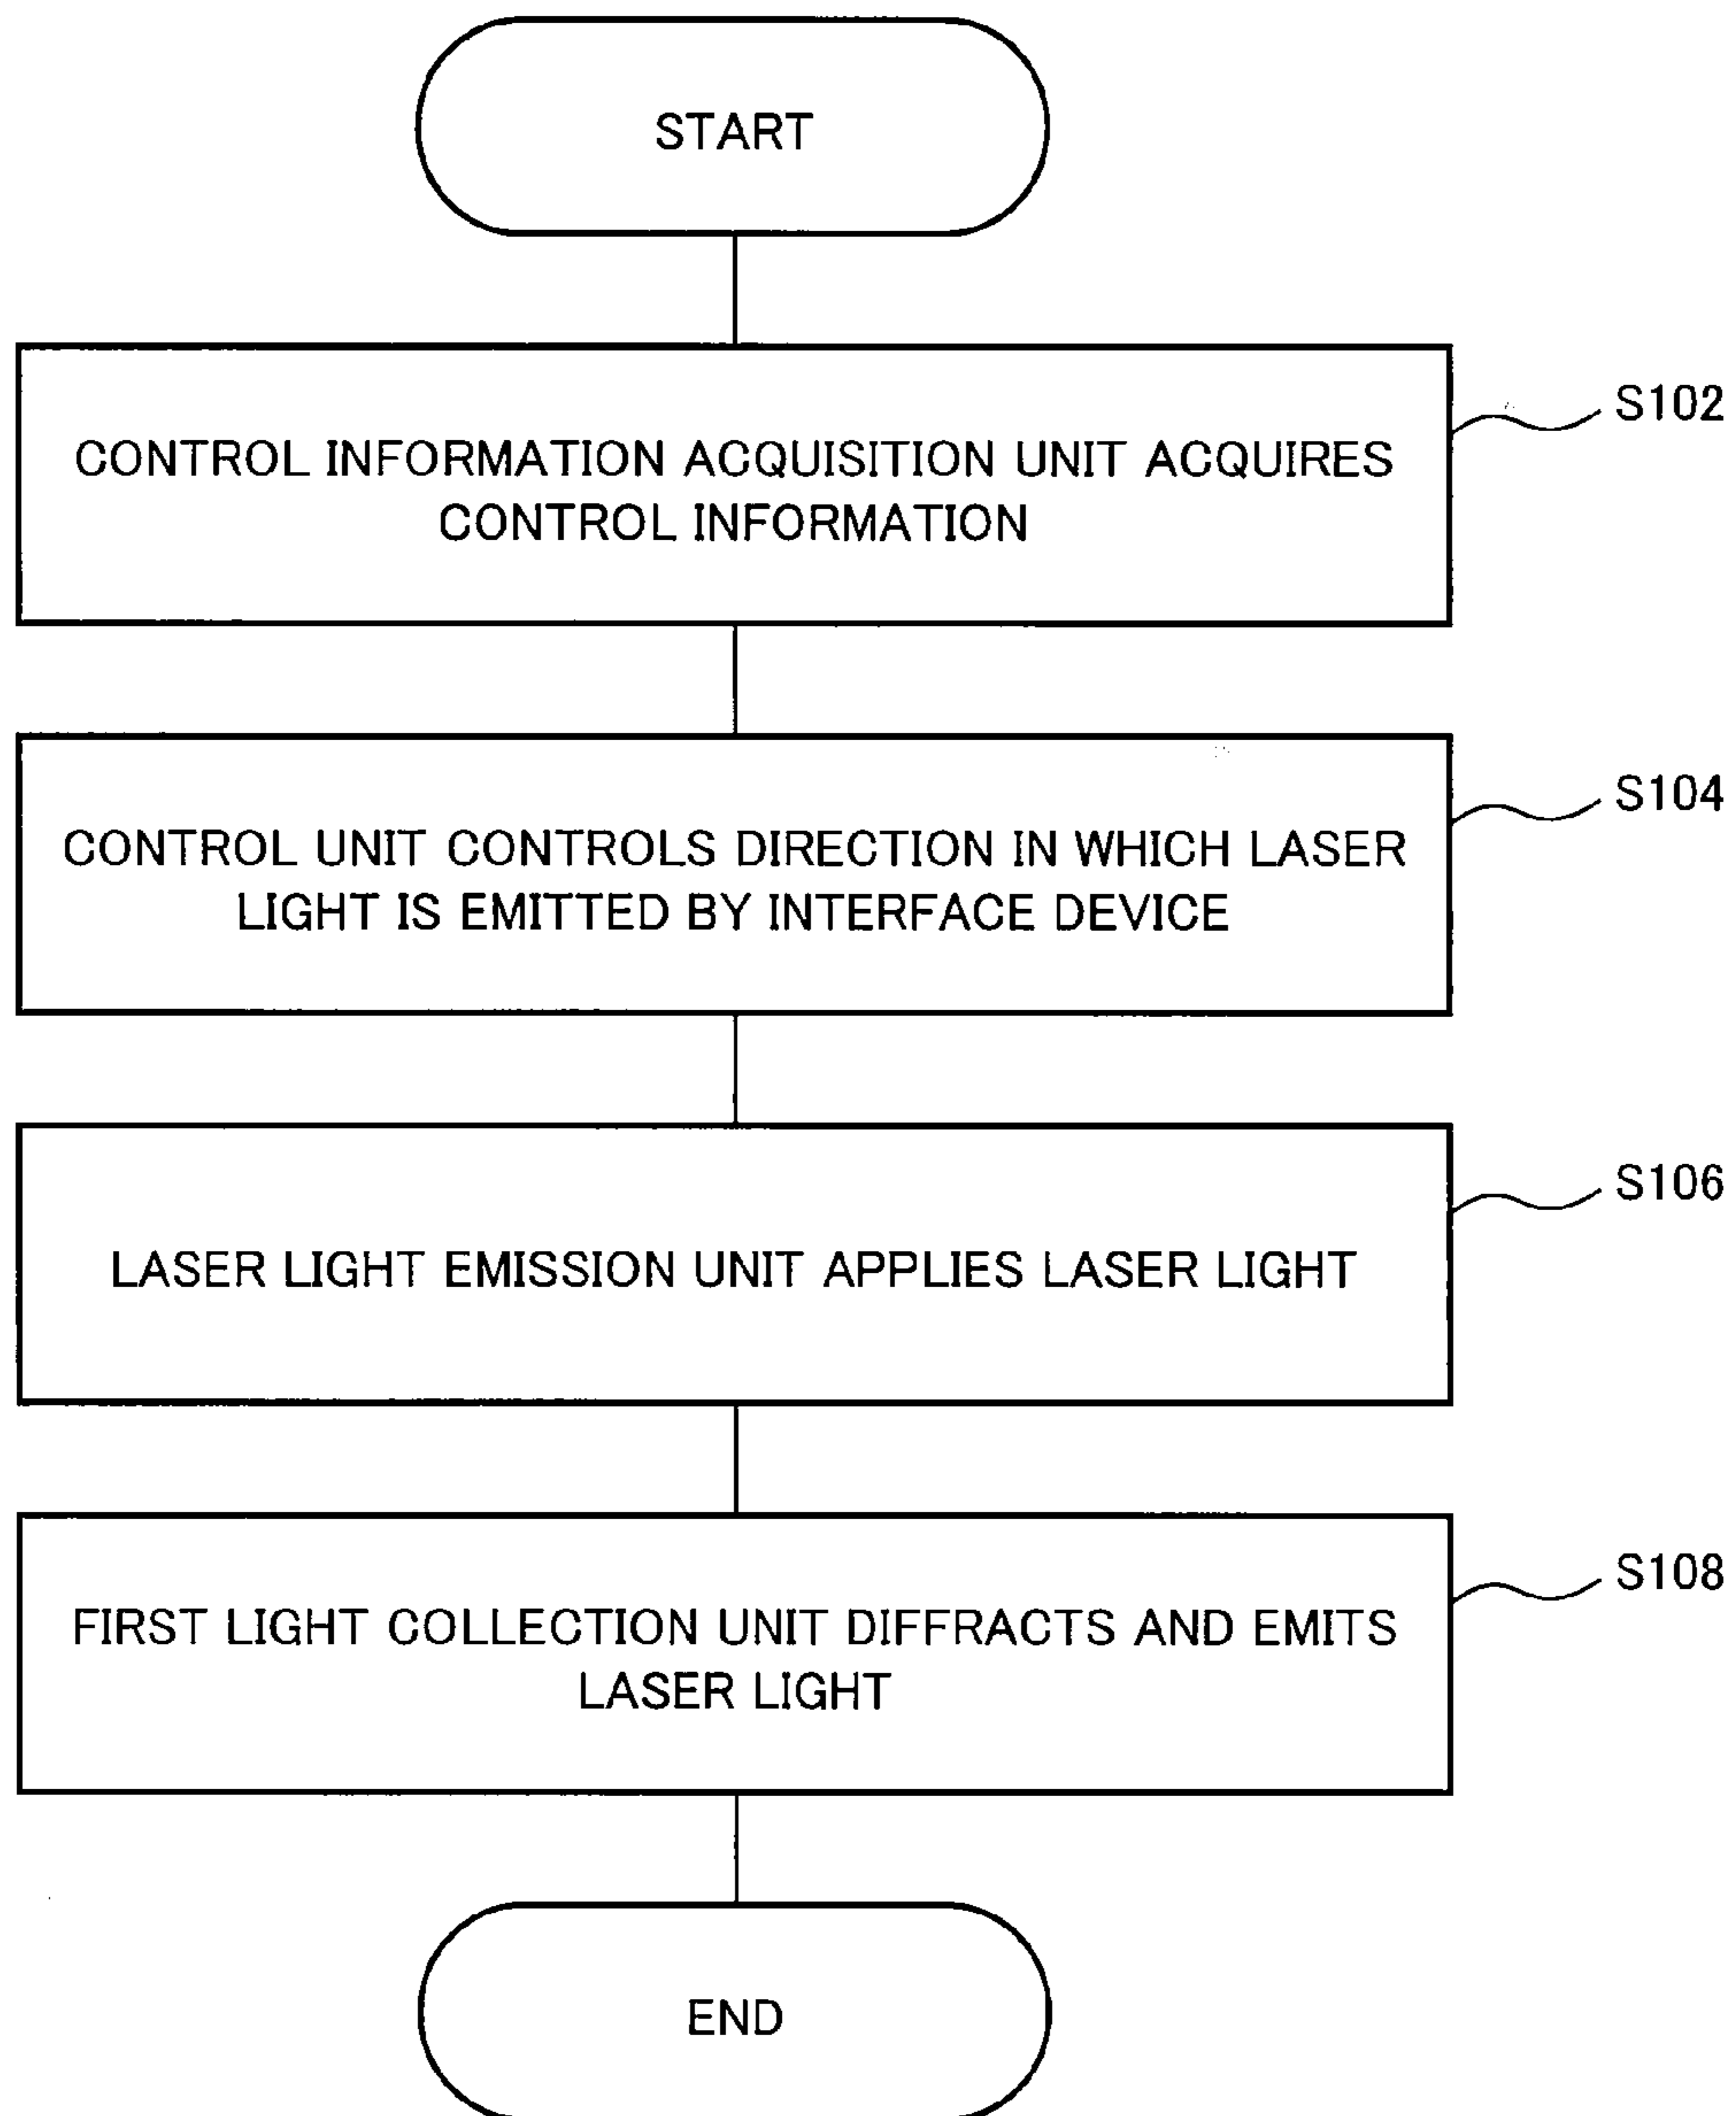 START
CONTROL INFORMATION ACQUISITION UNIT ACQUIRES
CONTROL INFORMATION
S102
CONTROL UNIT CONTROLS DIRECTION IN WHICH LASER
LIGHT IS EMITTED BY INTERFACE DEVICE
S104
LASER LIGHT EMISSION UNIT APPLIES LASER LIGHT
S106
FIRST LIGHT COLLECTION UNIT DIFFRACTS AND EMITS
LASER LIGHT
S108
END